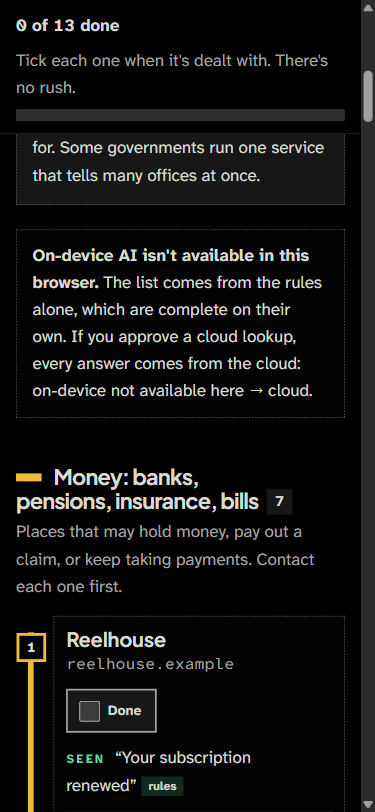 0 of 13 done
Tick each one when it's dealt with. There's
no rush.
for. Some governments run one service
that tells many offices at once.
On-device AI isn't available in this
browser. The list comes from the rules
alone, which are complete on their
own. If you approve a cloud lookup,
every answer comes from the cloud:
on-device not available here → cloud.
Money: banks,
pensions, insurance, bills 7
Places that may hold money, pay out a
claim, or keep taking payments. Contact
each one first.
1
Reelhouse
reelhouse.example
Done
SEEN “Your subscription
renewed” rules